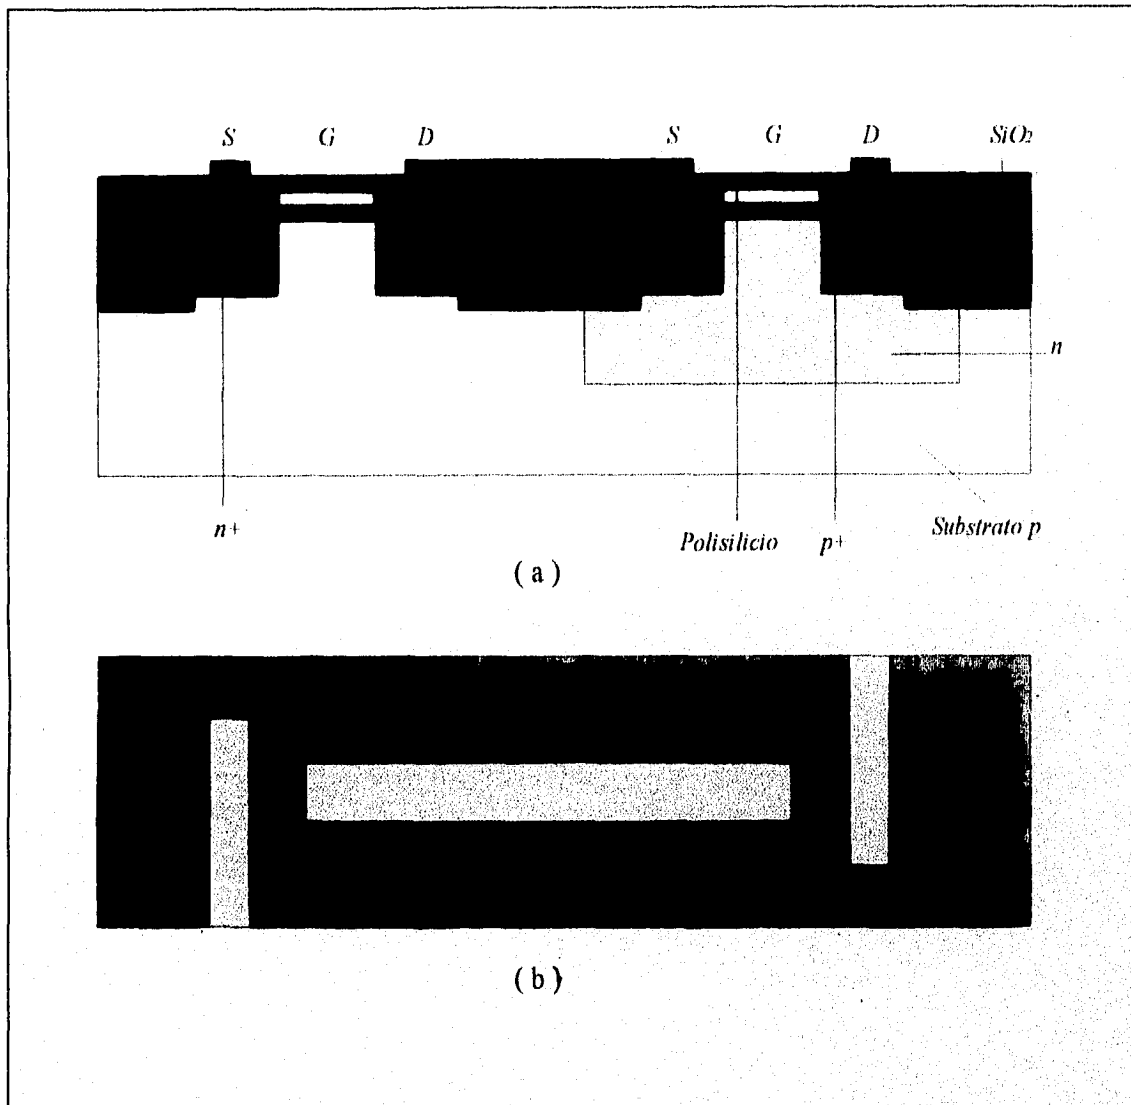 S G D S G D SiO₂
n
n+ Polisilicio p+ Substrato p
(a)
(b)